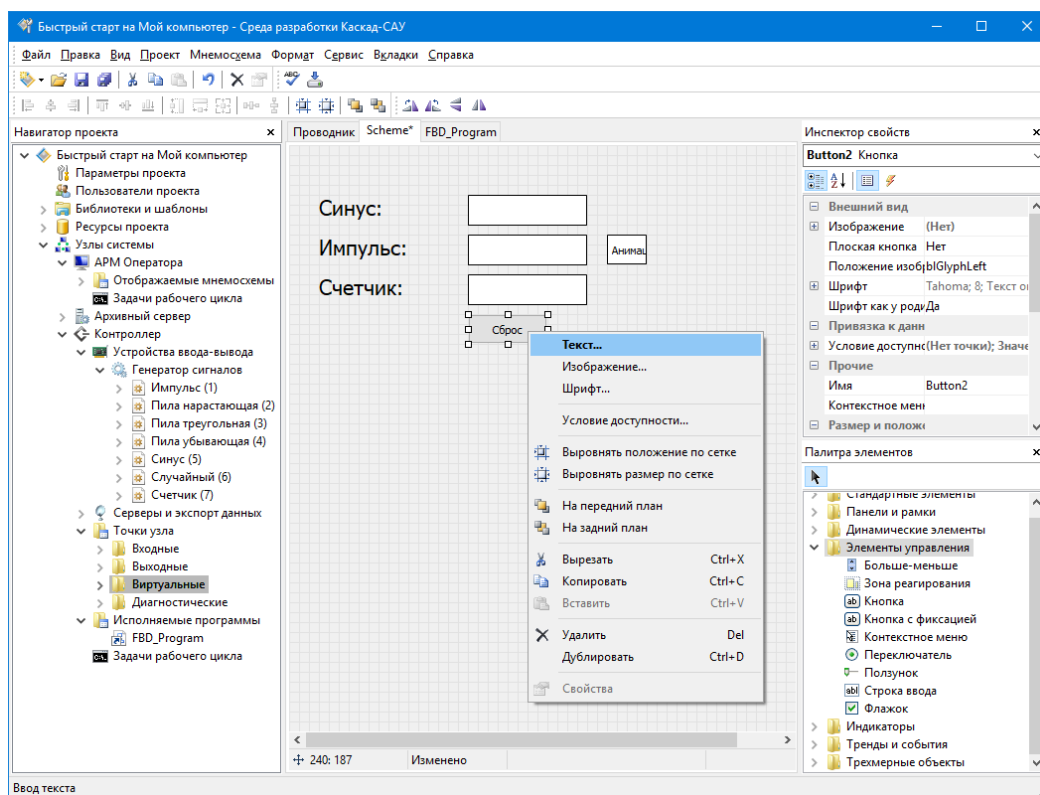 Быстрый старт на Мой компьютер - Среда разработки Каскад-САУ
Файл Правка Вид Проект Мнемосхема Формат Сервис Вкладки Справка
Навигатор проекта
Быстрый старт на Мой компьютер
Параметры проекта
Пользователи проекта
Библиотеки и шаблоны
Ресурсы проекта
Узлы системы
АРМ Оператора
Отображаемые мнемосхемы
Задачи рабочего цикла
Архивный сервер
Контроллер
Устройства ввода-вывода
Генератор сигналов
Импульс (1)
Пила нарастающая (2)
Пила треугольная (3)
Пила убывающая (4)
Синус (5)
Случайный (6)
Счетчик (7)
Серверы и экспорт данных
Точки узла
Входные
Выходные
Виртуальные
Диагностические
Исполняемые программы
FBD_Program
Задачи рабочего цикла
Проводник Scheme* FBD_Program
Синус:
Импульс:
Анимац
Счетчик:
Сброс
Текст...
Изображение...
Шрифт...
Условие доступности...
Выровнять положение по сетке
Выровнять размер по сетке
На передний план
На задний план
Вырезать Ctrl+X
Копировать Ctrl+C
Вставить Ctrl+V
Удалить Del
Дублировать Ctrl+D
Свойства
240: 187 Изменено
Инспектор свойств
Button2 Кнопка
Внешний вид
Изображение (Нет)
Плоская кнопка Нет
Положение изобр blGlyphLeft
Шрифт Tahoma; 8; Текст о
Шрифт как у роди Да
Привязка к данн
Условие доступно (Нет точки); Значе
Прочие
Имя Button2
Контекстное мен
Размер и полож
Палитра элементов
Стандартные элементы
Панели и рамки
Динамические элементы
Элементы управления
Больше-меньше
Зона реагирования
Кнопка
Кнопка с фиксацией
Контекстное меню
Переключатель
Ползунок
Строка ввода
Флажок
Индикаторы
Тренды и события
Трехмерные объекты
Ввод текста